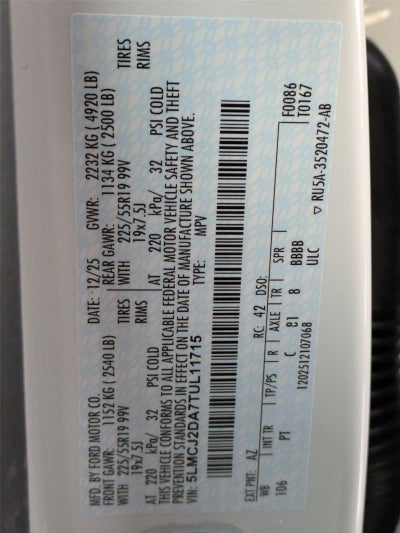 MFD. BY FORD MOTOR CO.
DATE: 12/25 GVWR: 2232 KG ( 4920 LB)
FRONT GAWR: 1152 KG ( 2540 LB) REAR GAWR: 1134 KG ( 2500 LB)
WITH 225/55R19 99V TIRES WITH 225/55R19 99V TIRES
19x7.5J RIMS 19x7.5J RIMS
AT 220 kPa/ 32 PSI COLD AT 220 kPa/ 32 PSI COLD
THIS VEHICLE CONFORMS TO ALL APPLICABLE FEDERAL MOTOR VEHICLE SAFETY AND THEFT
PREVENTION STANDARDS IN EFFECT ON THE DATE OF MANUFACTURE SHOWN ABOVE.
VIN: 5LMCJ2DA7TUL11715 TYPE: MPV
F0086
T0167
EXT PNT: AZ RC: 42 DSO:
WB INT TR TP/PS R AXLE TR SPR
106 PT C 81 8 BBBB
ULC
1202512107068
▽ RU5A-3520472-AB